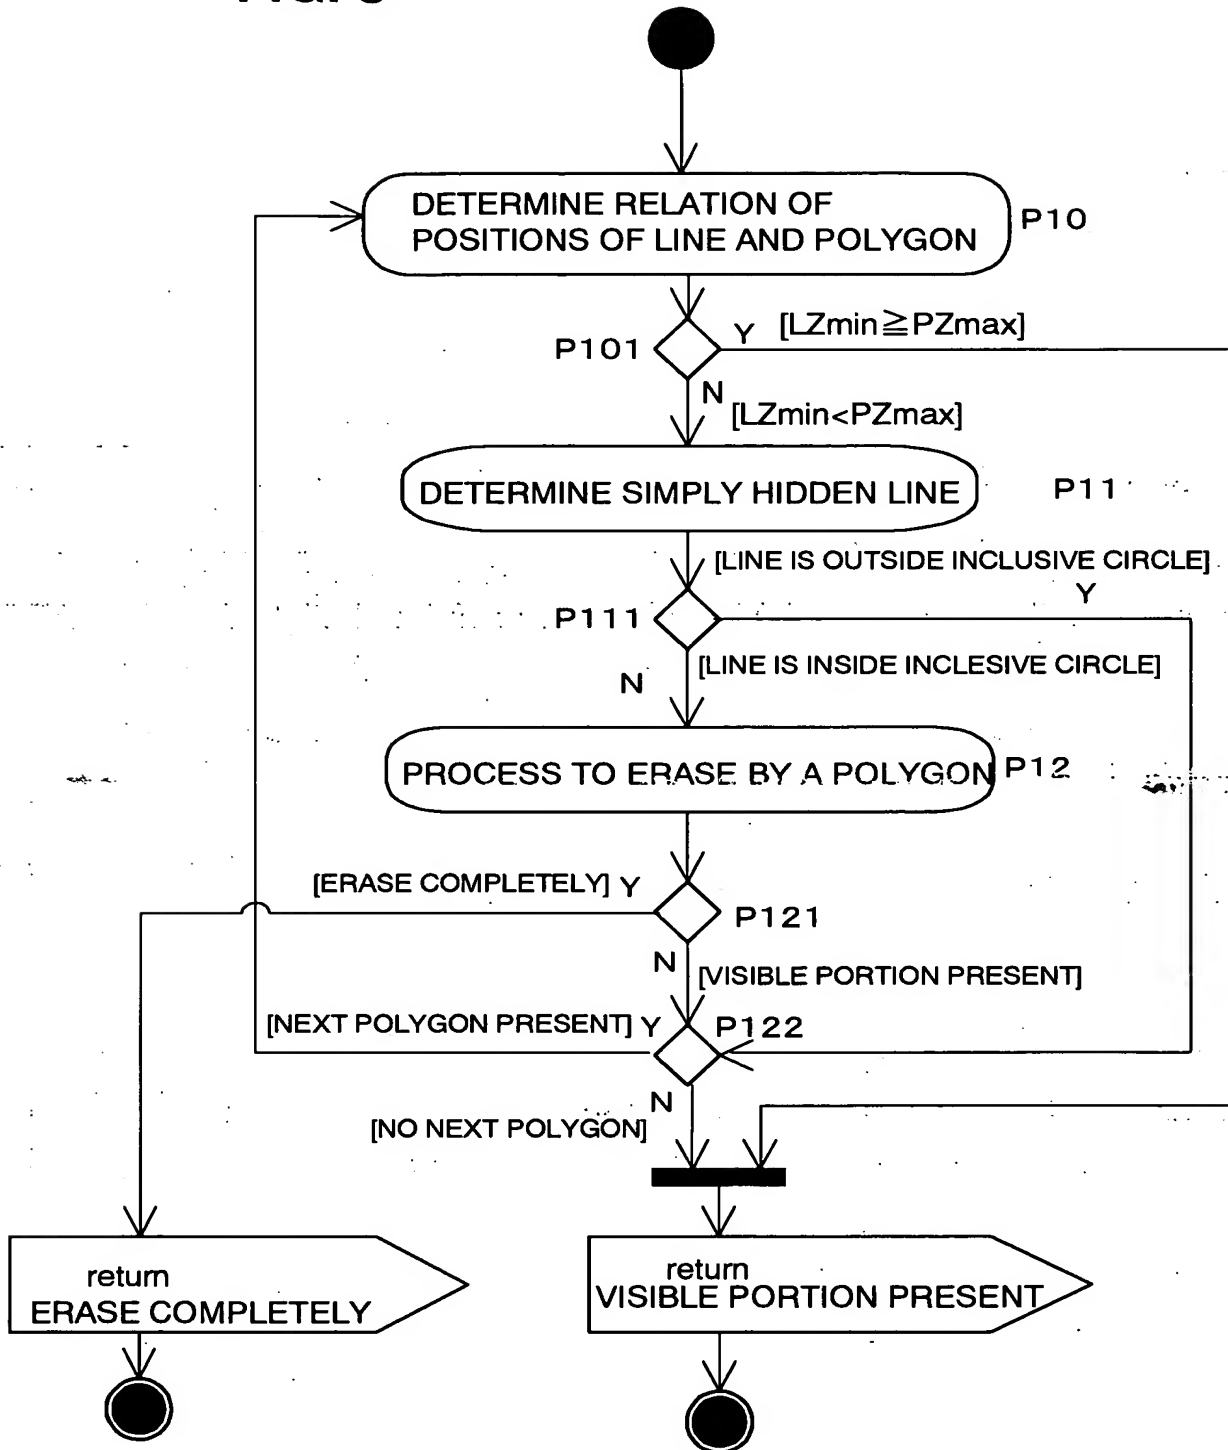 DETERMINE RELATION OF
POSITIONS OF LINE AND POLYGON
P10
P101
Y [LZmin≧PZmax]
N
[LZmin<PZmax]
DETERMINE SIMPLY HIDDEN LINE
P11
[LINE IS OUTSIDE INCLUSIVE CIRCLE]
Y
P111
[LINE IS INSIDE INCLESIVE CIRCLE]
N
PROCESS TO ERASE BY A POLYGON
P12
[ERASE COMPLETELY] Y
P121
N
[VISIBLE PORTION PRESENT]
[NEXT POLYGON PRESENT] Y
P122
N
[NO NEXT POLYGON]
return
ERASE COMPLETELY
return
VISIBLE PORTION PRESENT